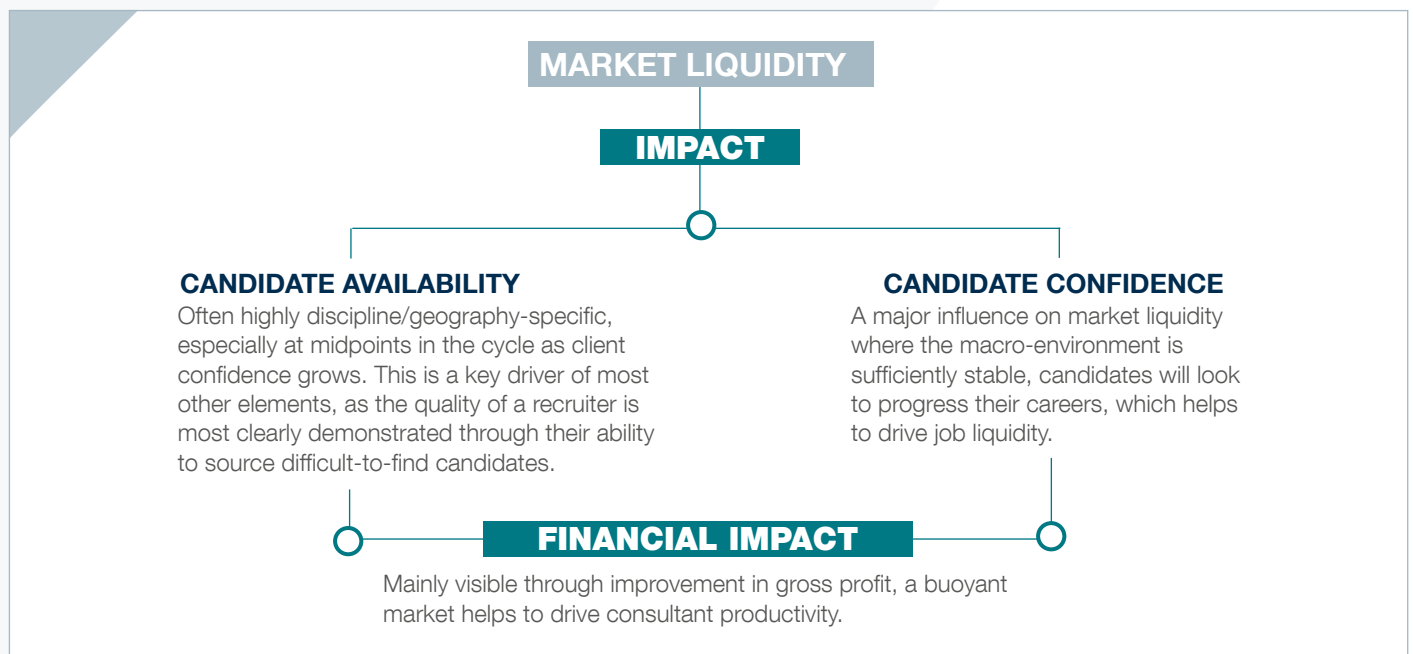 MARKET LIQUIDITY
IMPACT
CANDIDATE AVAILABILITY
Often highly discipline/geography-specific,
especially at midpoints in the cycle as client
confidence grows. This is a key driver of most
other elements, as the quality of a recruiter is
most clearly demonstrated through their ability
to source difficult-to-find candidates.
CANDIDATE CONFIDENCE
A major influence on market liquidity
where the macro-environment is
sufficiently stable, candidates will look
to progress their careers, which helps
to drive job liquidity.
FINANCIAL IMPACT
Mainly visible through improvement in gross profit, a buoyant
market helps to drive consultant productivity.